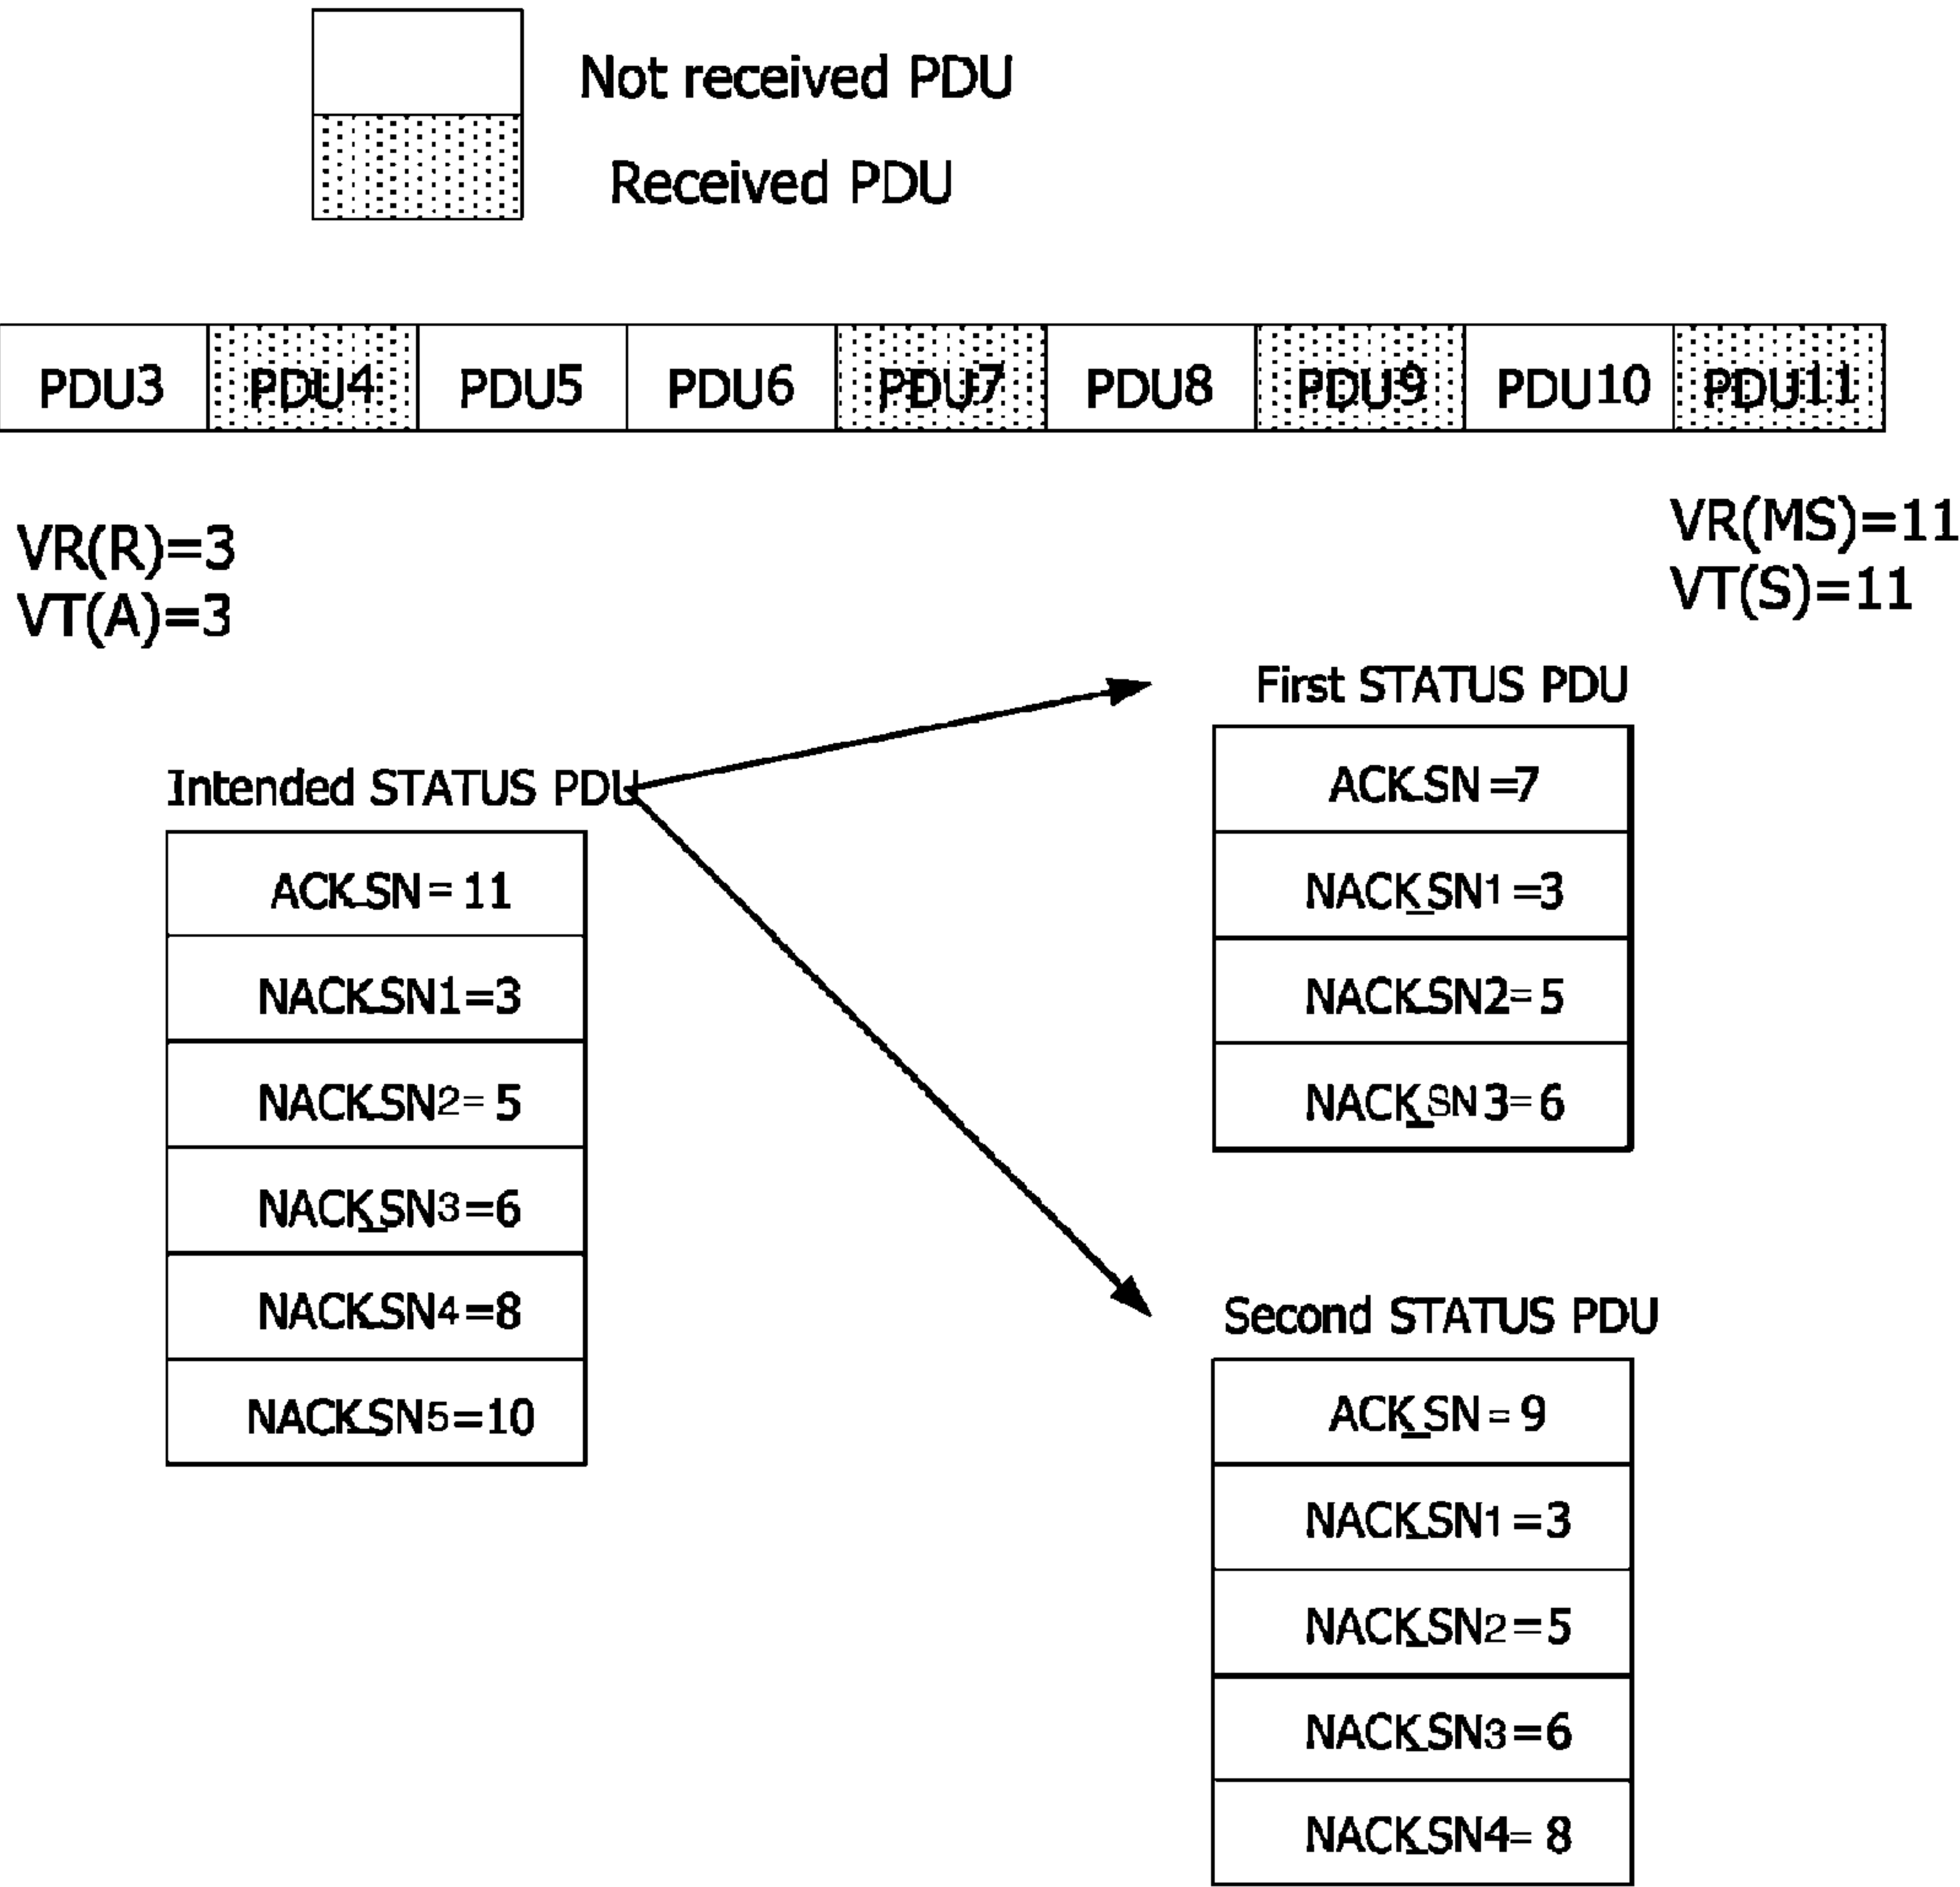 Not received PDU
Received PDU
PDU3 PDU4 PDU5 PDU6 PDU7 PDU8 PDU9 PDU10 PDU11
VR(R)=3
VT(A)=3
VR(MS)=11
VT(S)=11
Intended STATUS PDU
ACK_SN=11
NACK_SN1=3
NACK_SN2=5
NACK_SN3=6
NACK_SN4=8
NACK_SN5=10
First STATUS PDU
ACK_SN =7
NACK_SN1 =3
NACK_SN2=5
NACK_SN3=6
Second STATUS PDU
ACK_SN=9
NACK_SN1=3
NACK_SN2=5
NACK_SN3=6
NACK_SN4=8